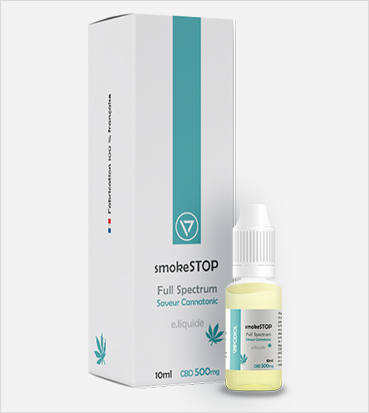 Fabrication 100 % française
smokeSTOP
Full Spectrum
Saveur Cannatonic
e.liquide
10ml CBD 500mg
smokeSTOP
Full Spectrum
Saveur Cannatonic
e.liquide
CBD 500mg